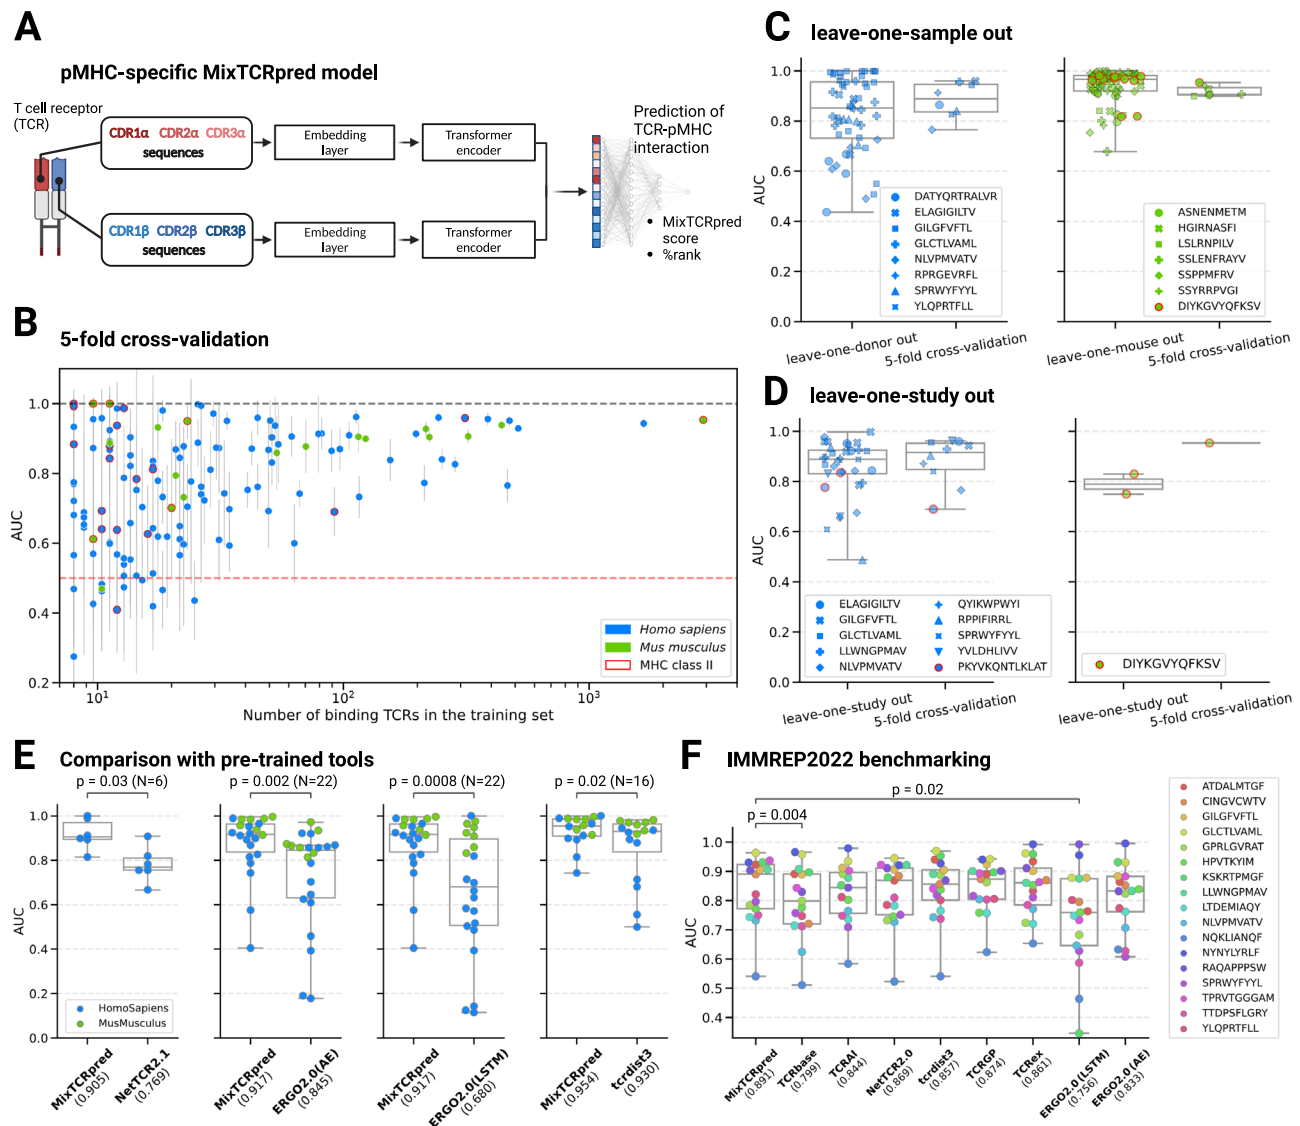 A
pMHC-specific MixTCRpred model
T cell receptor
(TCR)
CDR1α CDR2α CDR3α
sequences
Embedding
layer
Transformer
encoder
CDR1β CDR2β CDR3β
sequences
Embedding
layer
Transformer
encoder
Prediction of
TCR-pMHC
interaction
• MixTCRpred
score
• %rank
B
5-fold cross-validation
AUC
1.0
0.8
0.6
0.4
0.2
10¹
10²
10³
Number of binding TCRs in the training set
Homo sapiens
Mus musculus
MHC class II
C
leave-one-sample out
AUC
1.0
0.8
0.6
0.4
0.2
0.0
DATYQRTRALVR
ELAGIGILTV
GILGFVFTL
GLCTLVAML
NLVPMVATV
RPRGEVRFL
SPRWYFYYL
YLQPRTFLL
leave-one-donor out
5-fold cross-validation
ASNENMETM
HGIRNASFI
LSLRNPILV
SSLENFRAYV
SSPPMFRV
SSYRRPVGI
DIYKGVYQFKSV
leave-one-mouse out
5-fold cross-validation
D
leave-one-study out
AUC
1.0
0.8
0.6
0.4
0.2
0.0
ELAGIGILTV
GILGFVFTL
GLCTLVAML
LLWNGPMAV
NLVPMVATV
QYIKWPWYI
RPPIFIRRL
SPRWYFYYL
YVLDHLIVV
PKYVKQNTLKLAT
leave-one-study out
5-fold cross-validation
DIYKGVYQFKSV
leave-one-study out
5-fold cross-validation
E
Comparison with pre-trained tools
p = 0.03 (N=6)
p = 0.002 (N=22)
p = 0.0008 (N=22)
p = 0.02 (N=16)
AUC
1.0
0.8
0.6
0.4
0.2
0.0
HomoSapiens
MusMusculus
MixTCRpred
(0.905)
NetTCR2.1
(0.769)
MixTCRpred
(0.917)
ERGO2.0(AE)
(0.845)
MixTCRpred
(0.917)
ERGO2.0(LSTM)
(0.680)
MixTCRpred
(0.954)
tcrdist3
(0.930)
F
IMMREP2022 benchmarking
p = 0.02
p = 0.004
AUC
1.0
0.9
0.8
0.7
0.6
0.5
0.4
MixTCRpred
(0.891)
TCRbase
(0.799)
TCRAI
(0.844)
NetTCR2.0
(0.869)
tcrdist3
(0.857)
TCRGP
(0.874)
TCRex
(0.861)
ERGO2.0(LSTM)
(0.756)
ERGO2.0(AE)
(0.833)
ATDALMTGF
CINGVCWTV
GILGFVFTL
GLCTLVAML
GPRLGVRAT
HPVTKYIM
KSKRTPMGF
LLWNGPMAV
LTDEMIAQY
NLVPMVATV
NQKLIANQF
NYNYLYRLF
RAQAPPPSW
SPRWYFYYL
TPRVTGGGAM
TTDPSFLGRY
YLQPRTFLL